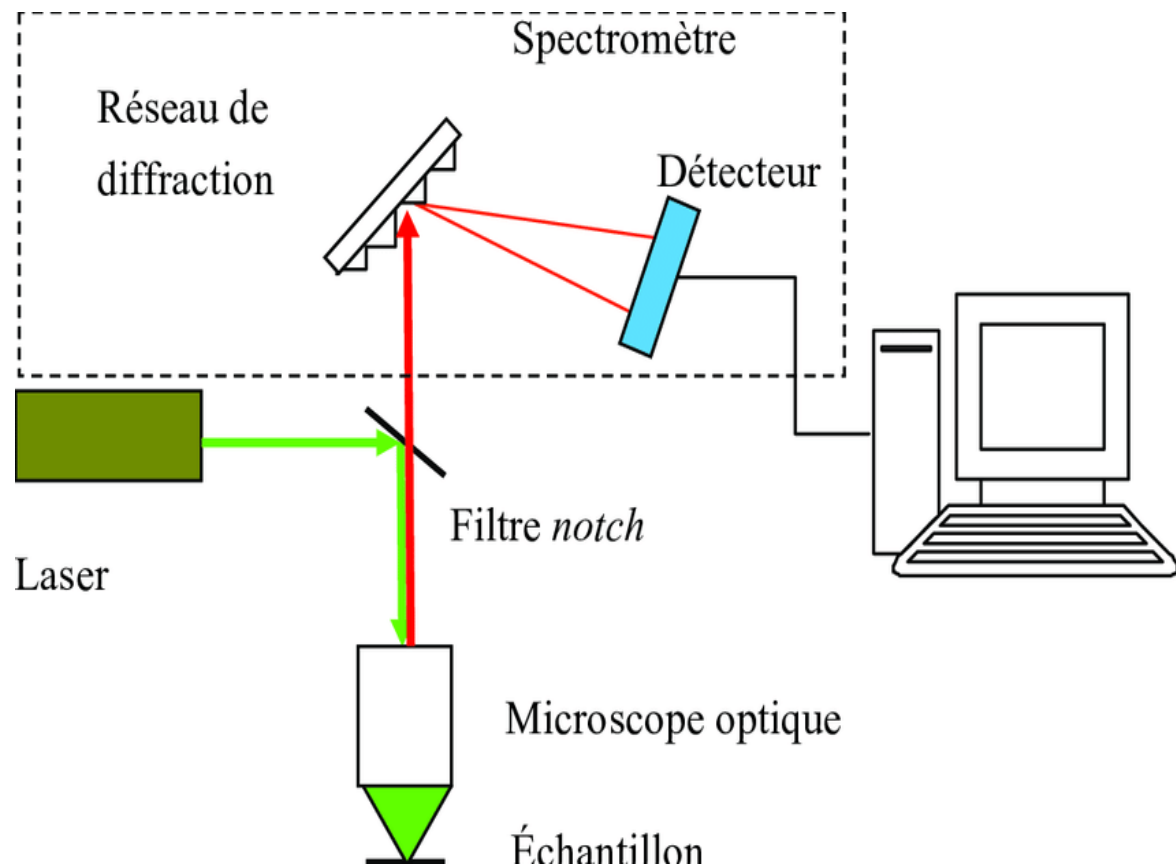 Spectromètre
Réseau de
diffraction
Détecteur
Filtre notch
Laser
Microscope optique
Échantillon